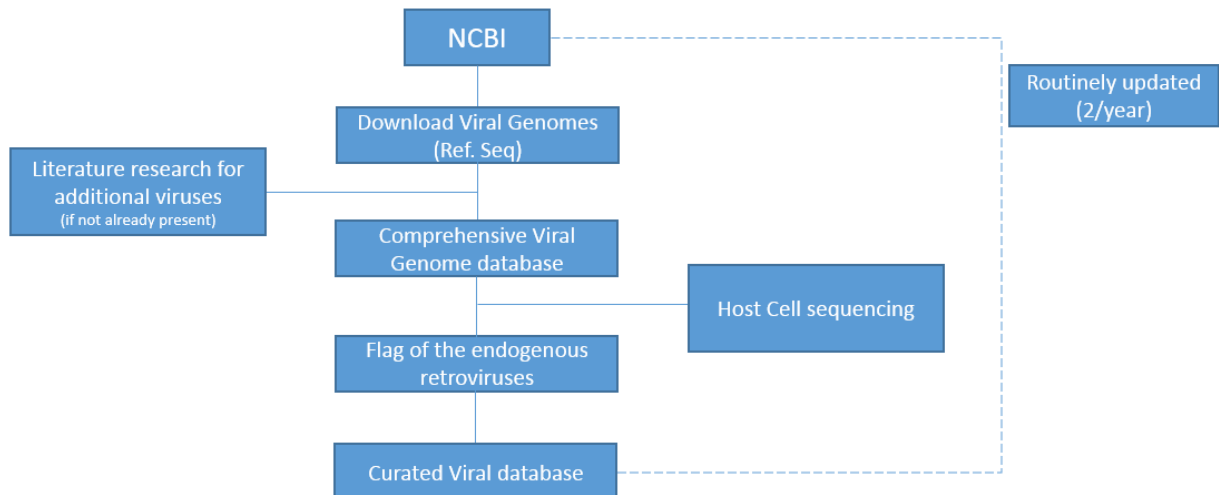 NCBI
Routinely updated
(2/year)
Download Viral Genomes
(Ref. Seq)
Literature research for
additional viruses
(if not already present)
Comprehensive Viral
Genome database
Host Cell sequencing
Flag of the endogenous
retroviruses
Curated Viral database